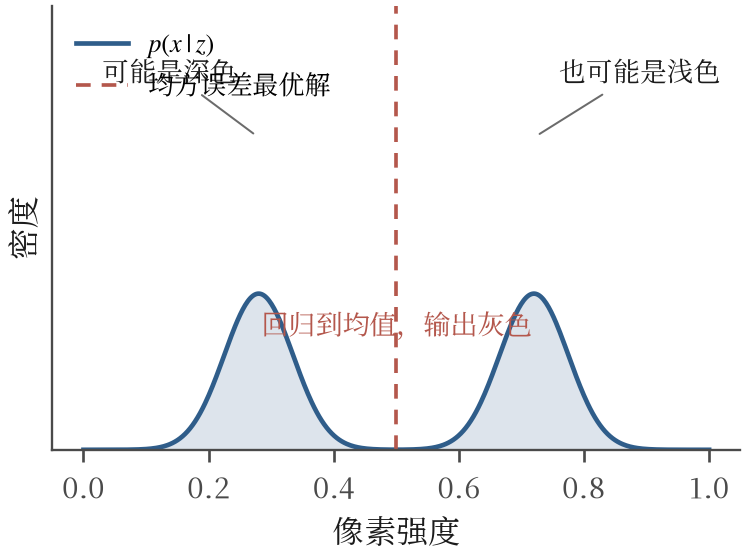 p(x|z)
可能是深色
均方误差最优解
也可能是浅色
密度
回归到均值，输出灰色
0.0 0.2 0.4 0.6 0.8 1.0
像素强度